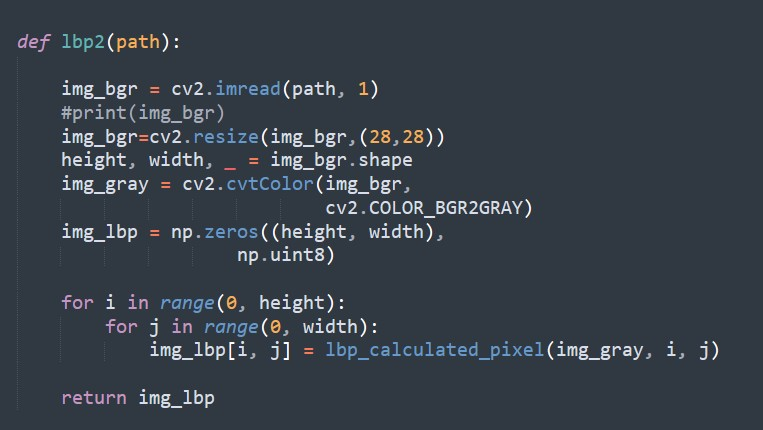 def lbp2(path):
img_bgr = cv2.imread(path, 1)
#print(img_bgr)
img_bgr=cv2.resize(img_bgr,(28,28))
height, width, _ = img_bgr.shape
img_gray = cv2.cvtColor(img_bgr,
cv2.COLOR_BGR2GRAY)
img_lbp = np.zeros((height, width),
np.uint8)
for i in range(0, height):
for j in range(0, width):
img_lbp[i, j] = lbp_calculated_pixel(img_gray, i, j)
return img_lbp